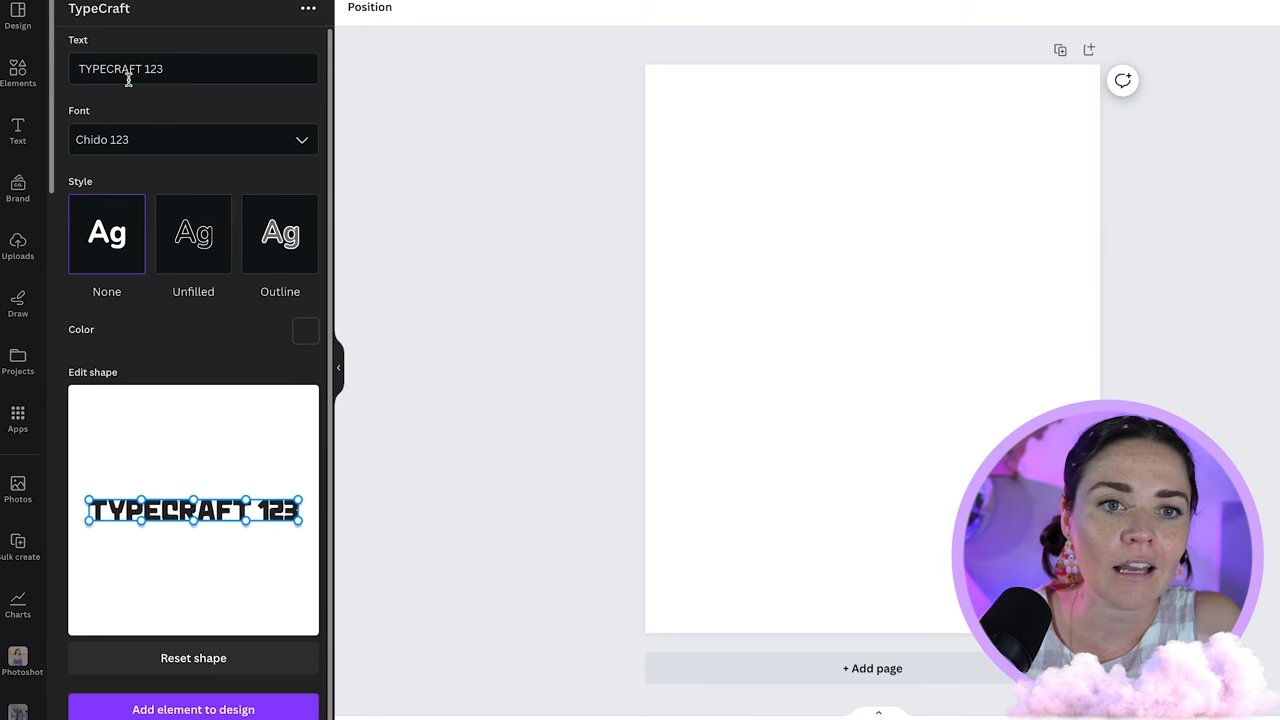 Design
Elements
Text
Brand
Uploads
Draw
Projects
Apps
Photos
ulk create
Charts
Photoshot
TypeCraft
Text
TYPECRAFT 123
Font
Chido 123
Style
Ag Ag Ag
None Unfilled Outline
Color
Edit shape
TYPECRAFT 123
Reset shape
Add element to design
Position
+ Add page